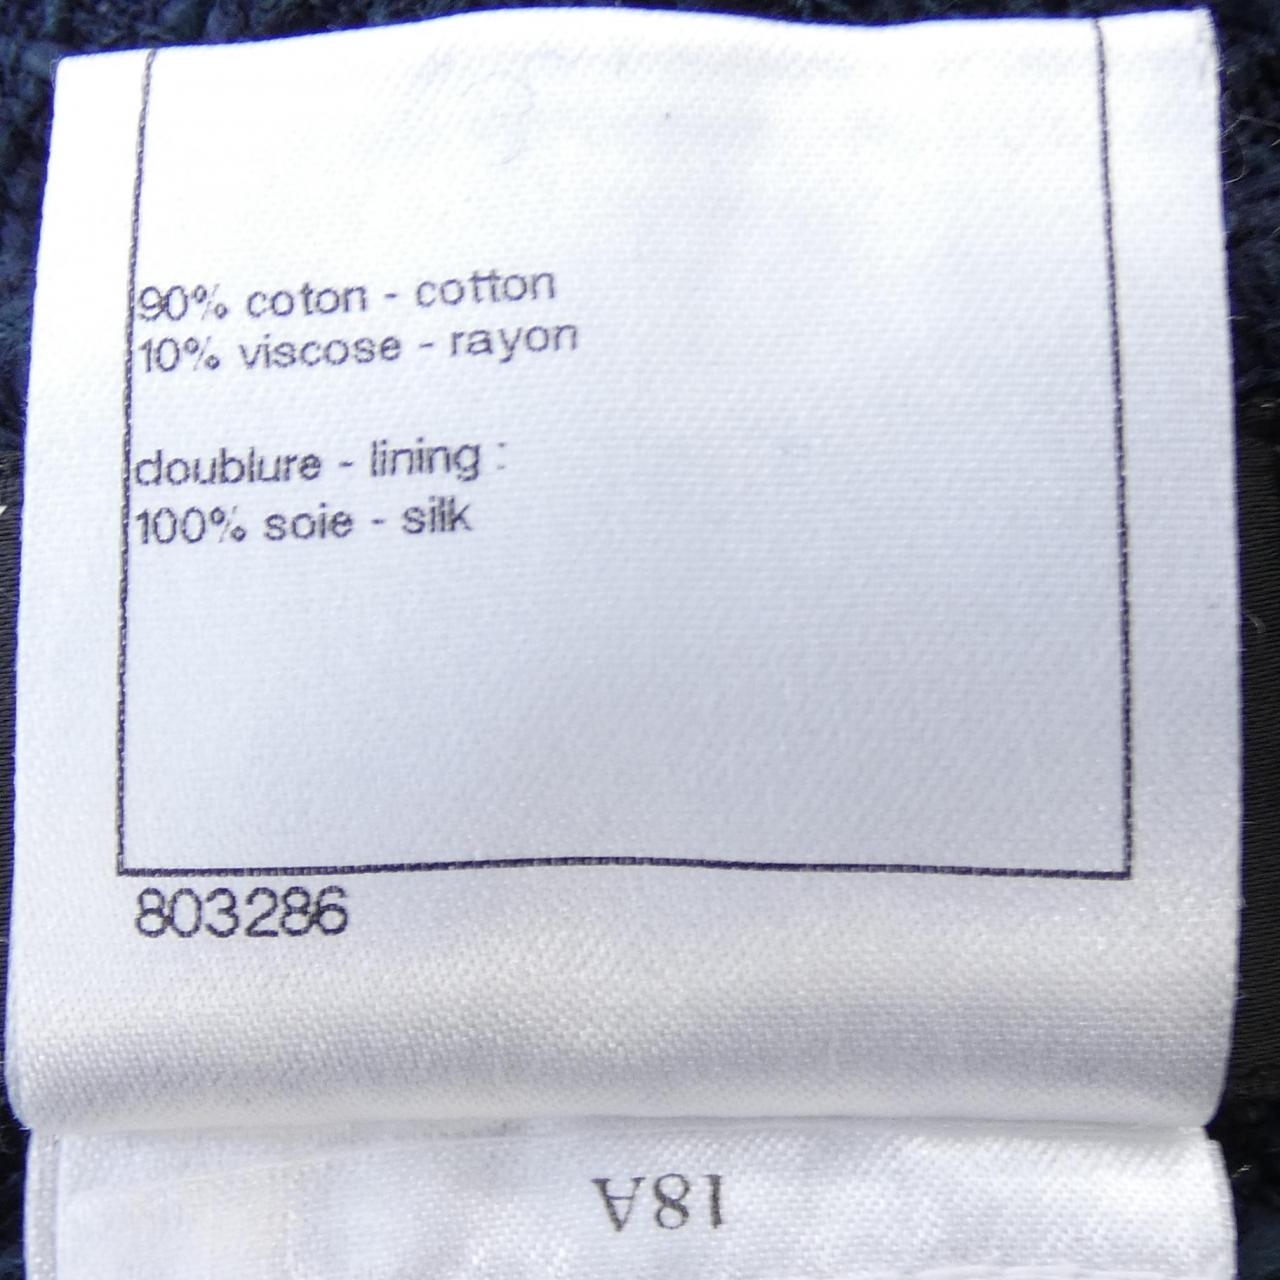 90% coton - cotton
10% viscose - rayon
doublure - lining :
100% soie - silk
803286
18A